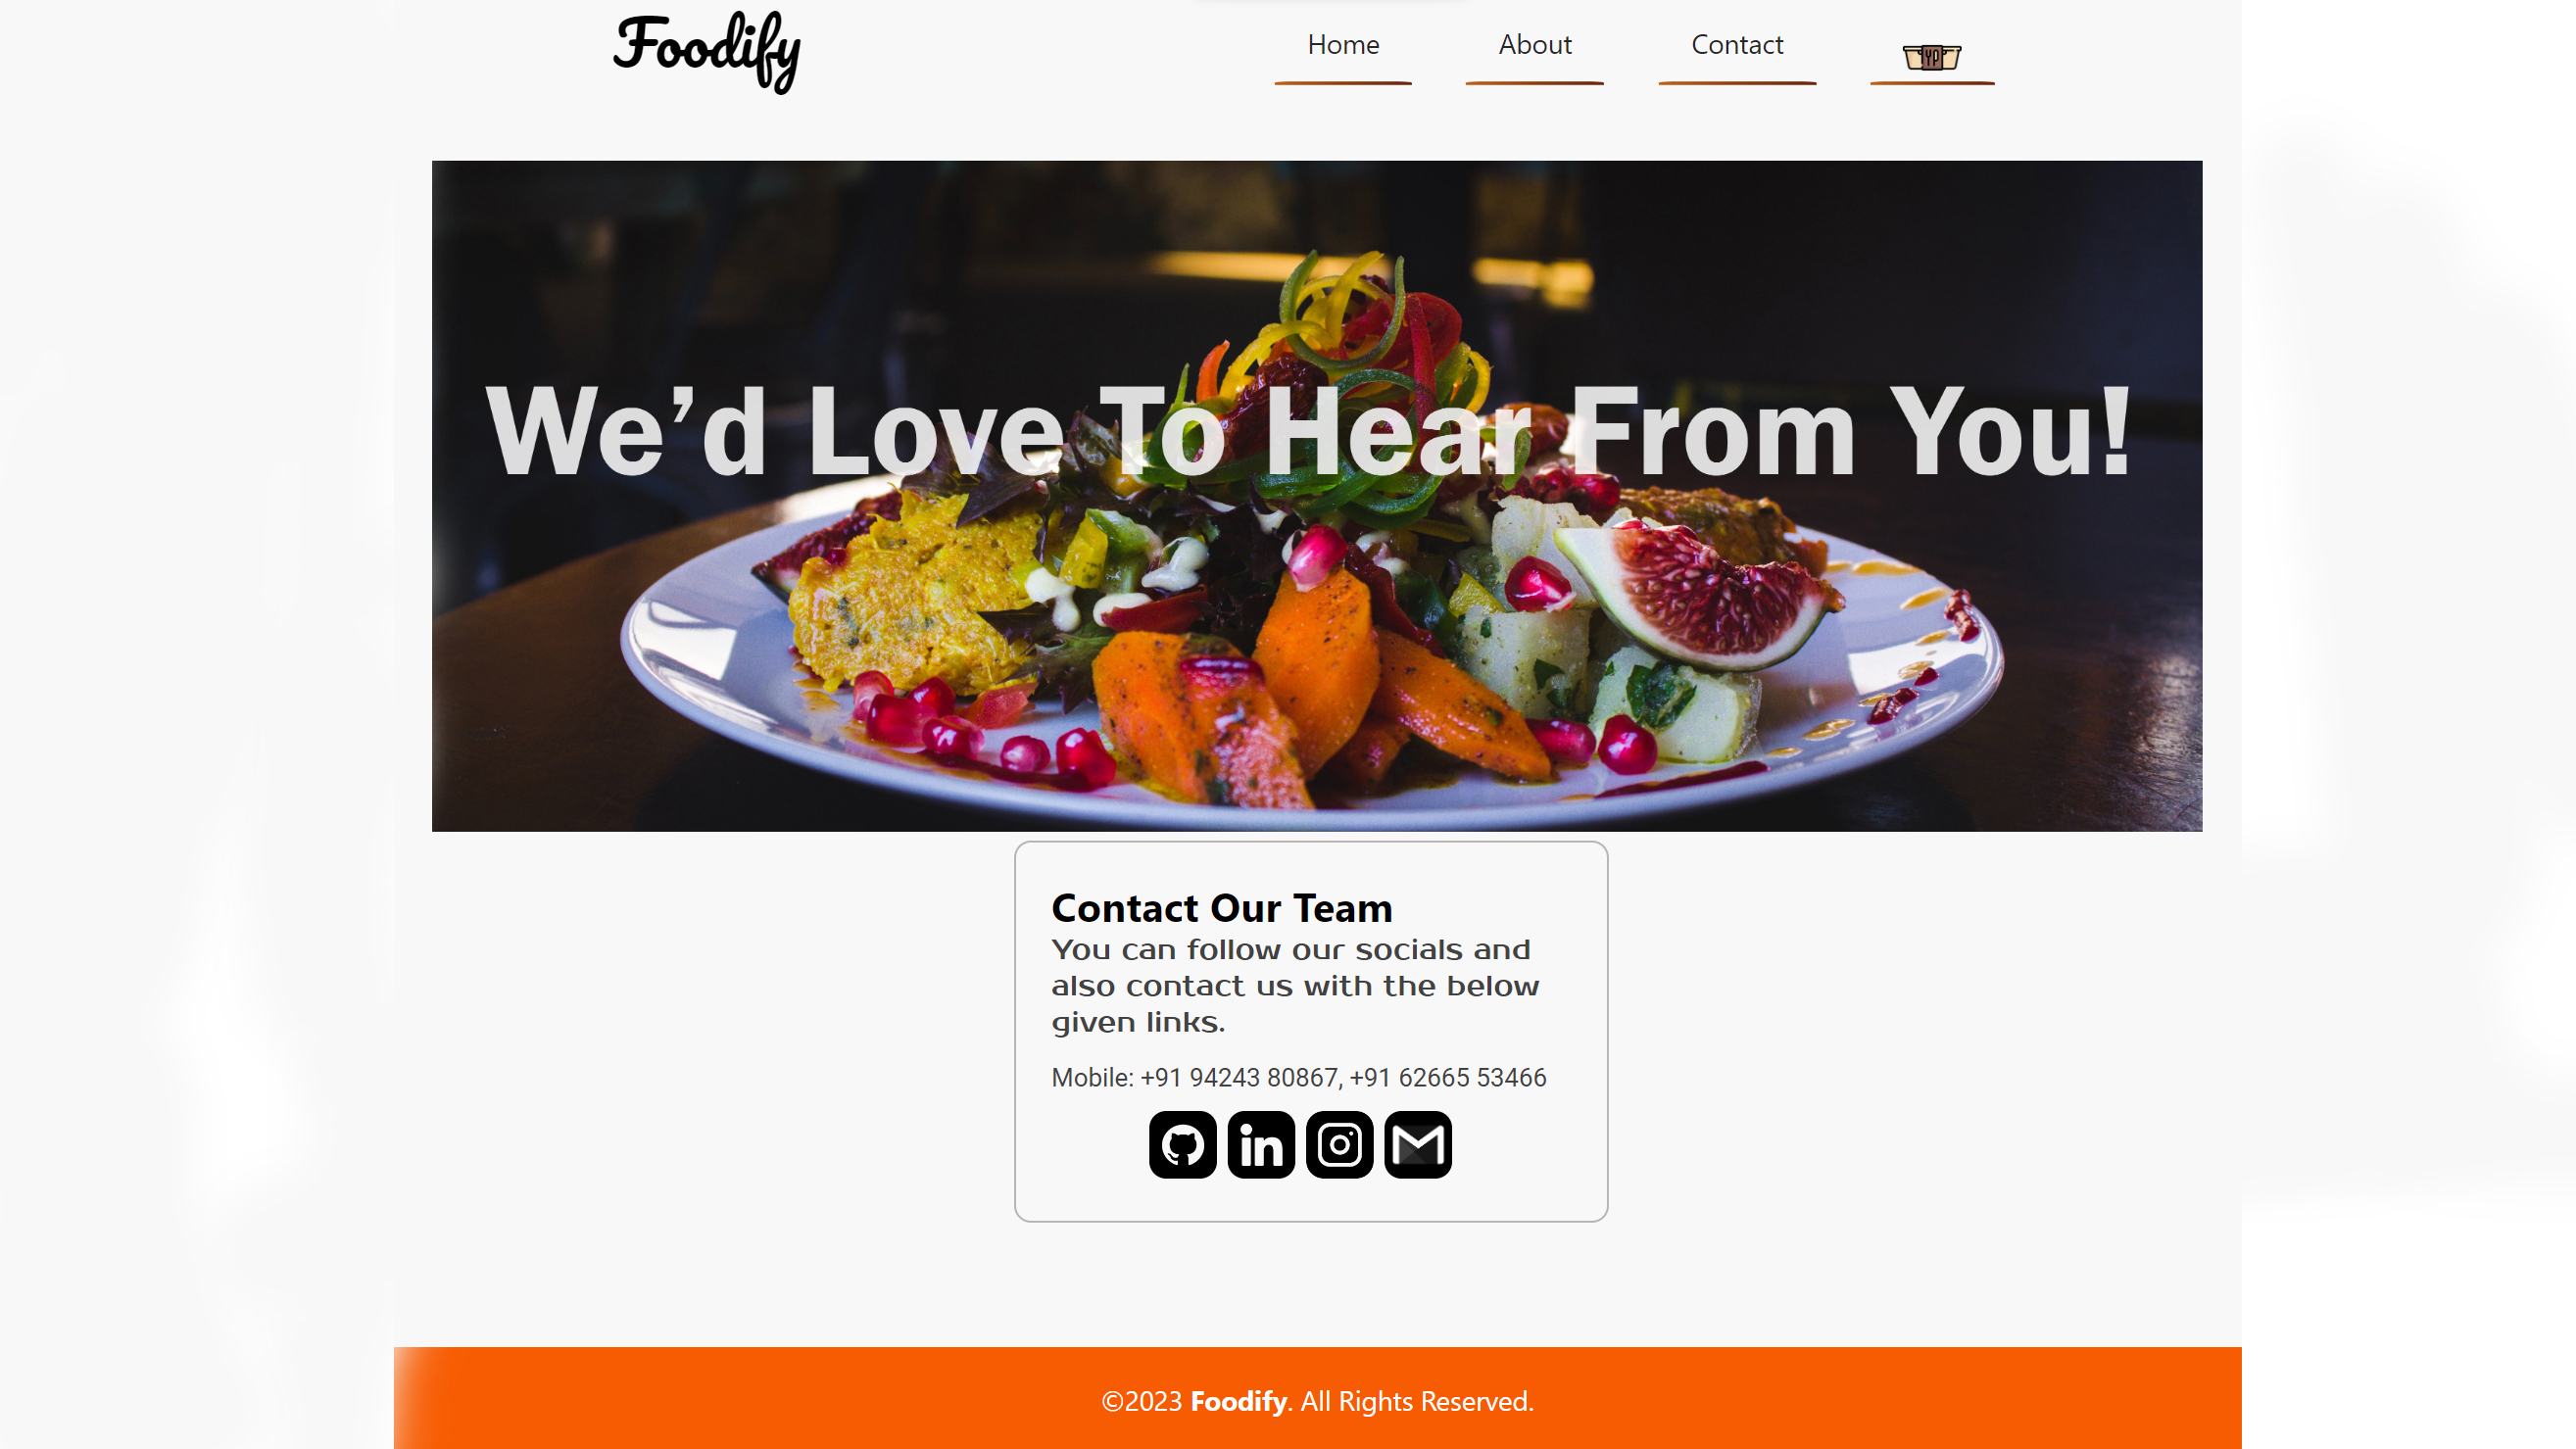 Foodify
Home
About
Contact
We’d Love To Hear From You!
Contact Our Team
You can follow our socials and
also contact us with the below
given links.
Mobile: +91 94243 80867, +91 62665 53466
in
©2023 Foodify. All Rights Reserved.